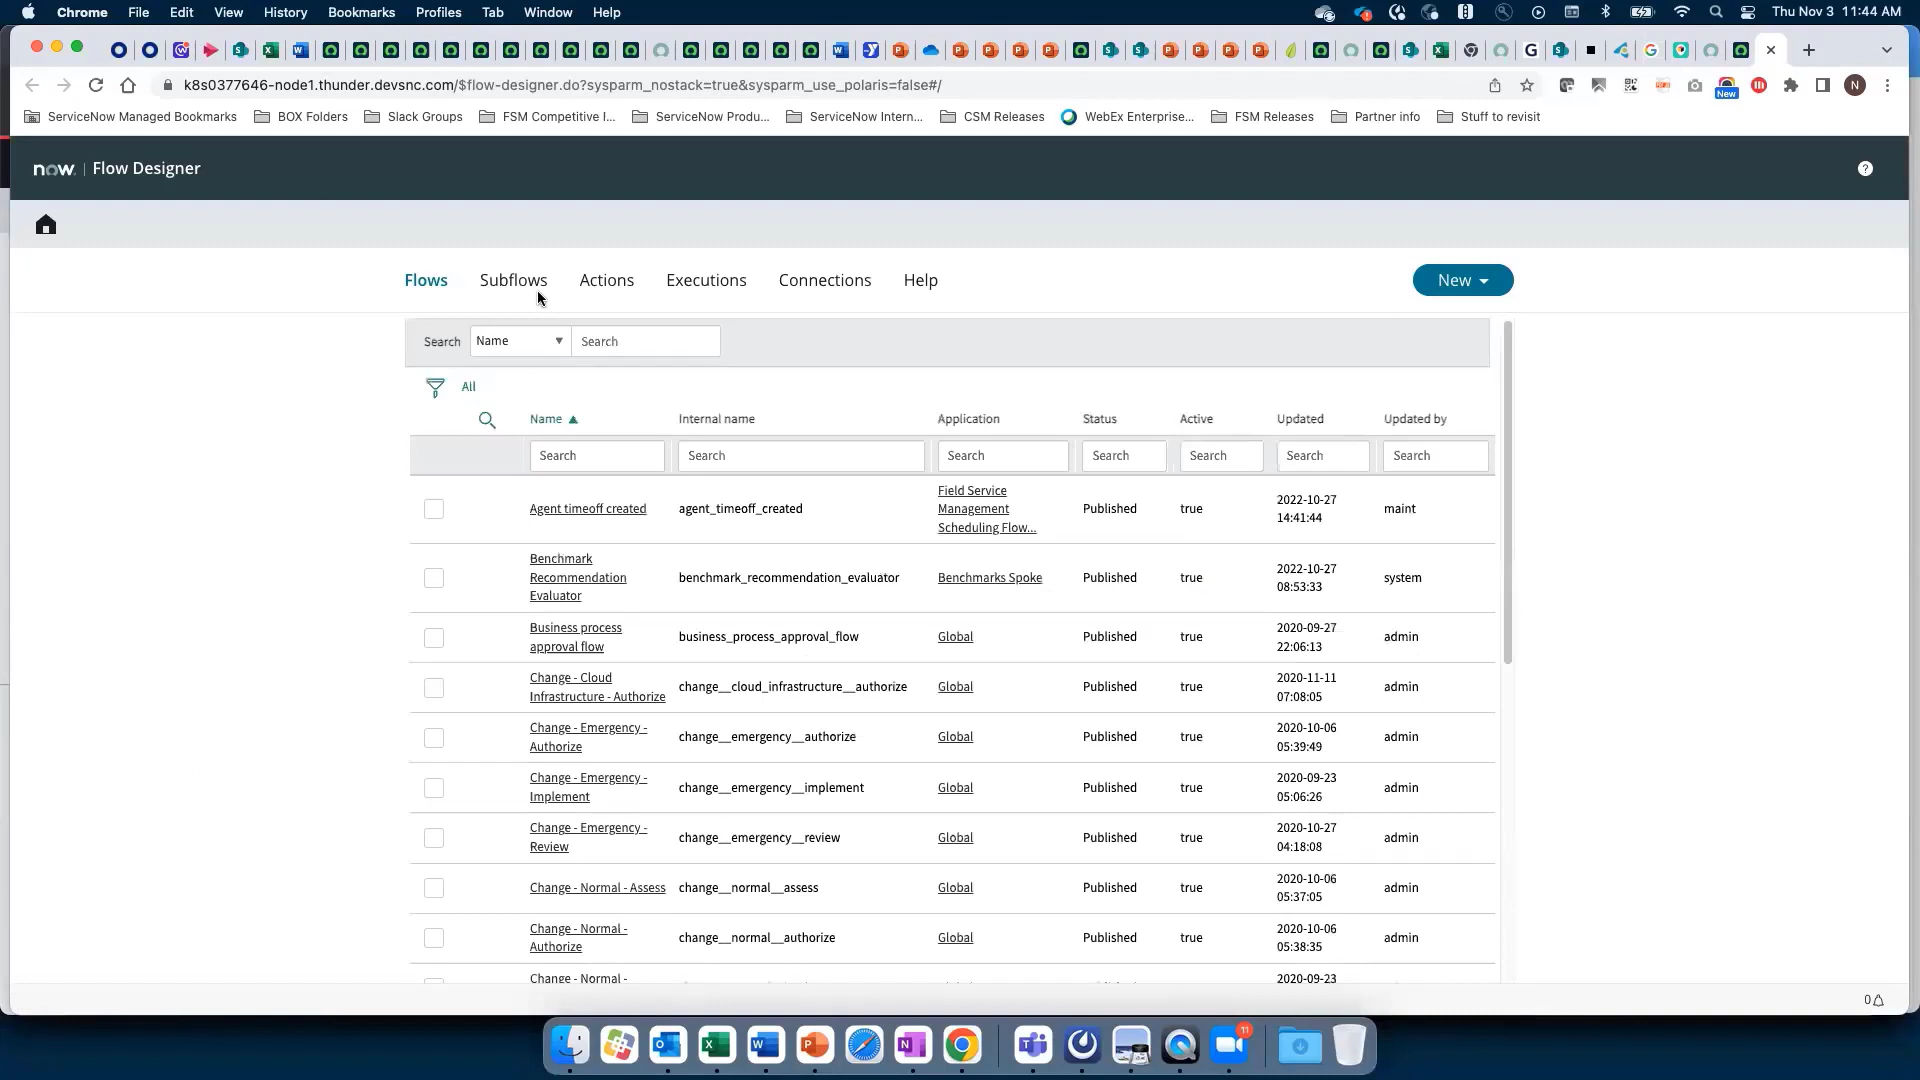 Chrome File Edit View History Bookmarks Profiles Tab Window Help Thu Nov 3 11:44 AM
k8s0377646-node1.thunder.devsnc.com/$flow-designer.do?sysparm_nostack=true&sysparm_use_polaris=false#/
New
N
ServiceNow Managed Bookmarks BOX Folders Slack Groups FSM Competitive I... ServiceNow Produ... ServiceNow Intern... CSM Releases WebEx Enterprise... FSM Releases Partner info Stuff to revisit
now. | Flow Designer
Flows Subflows Actions Executions Connections Help New
Search Name Search
All
Name Internal name Application Status Active Updated Updated by
Search Search Search Search Search Search Search
Agent timeoff created agent_timeoff_created Field Service Management Scheduling Flow... Published true 2022-10-27 14:41:44 maint
Benchmark Recommendation Evaluator benchmark_recommendation_evaluator Benchmarks Spoke Published true 2022-10-27 08:53:33 system
Business process approval flow business_process_approval_flow Global Published true 2020-09-27 22:06:13 admin
Change - Cloud Infrastructure - Authorize change__cloud_infrastructure__authorize Global Published true 2020-11-11 07:08:05 admin
Change - Emergency - Authorize change__emergency__authorize Global Published true 2020-10-06 05:39:49 admin
Change - Emergency - Implement change__emergency__implement Global Published true 2020-09-23 05:06:26 admin
Change - Emergency - Review change__emergency__review Global Published true 2020-10-27 04:18:08 admin
Change - Normal - Assess change__normal__assess Global Published true 2020-10-06 05:37:05 admin
Change - Normal - Authorize change__normal__authorize Global Published true 2020-10-06 05:38:35 admin
Change - Normal - 2020-09-23
0
11